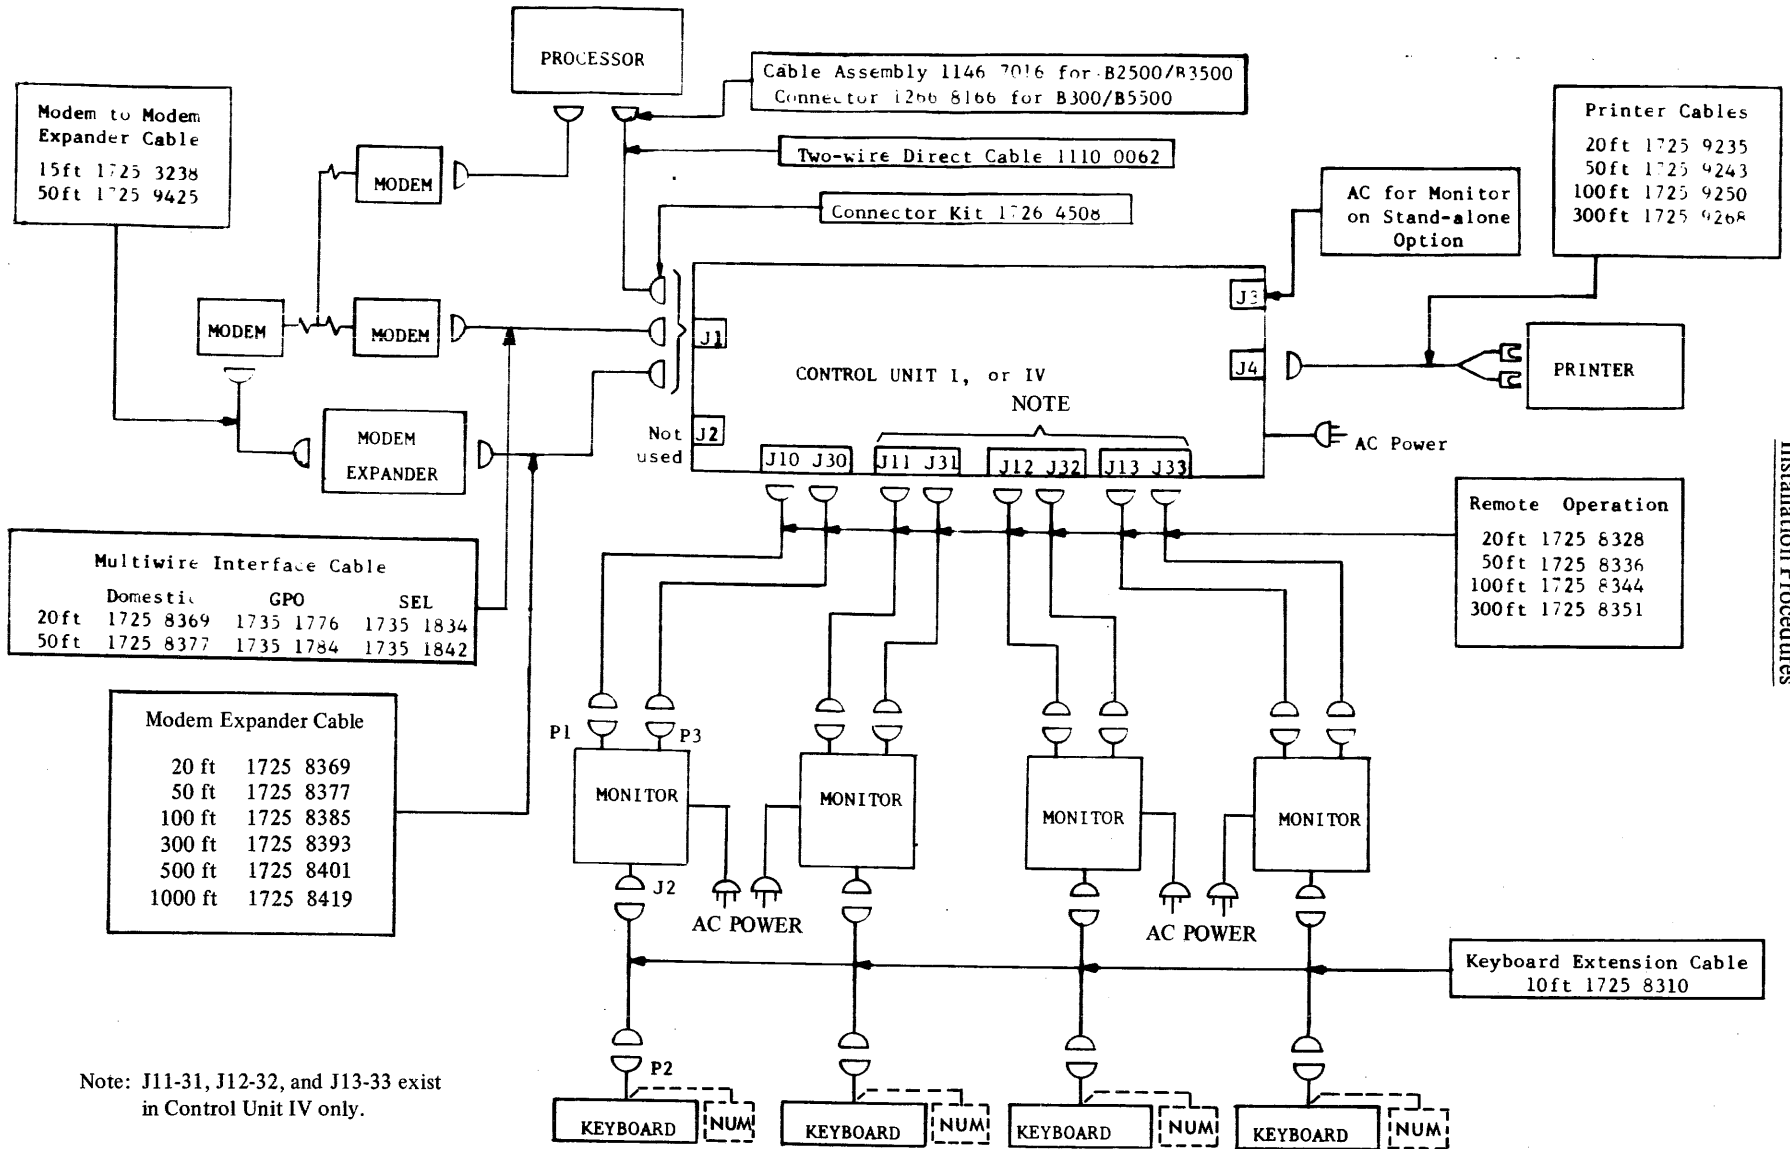 PROCESSOR
Cable Assembly 1146 7016 for B2500/B3500
Connector 1266 8166 for B300/B5500
Two-wire Direct Cable 1110 0062
Connector Kit 1726 4508
Modem to Modem
Expander Cable
15ft 1725 3238
50ft 1725 9425
MODEM
MODEM
MODEM
MODEM
EXPANDER
Printer Cables
20ft 1725 9235
50ft 1725 9243
100ft 1725 9250
300ft 1725 9268
AC for Monitor
on Stand-alone
Option
J1
J2
Not
used
J3
J4
CONTROL UNIT I, or IV
NOTE
J10 J30
J11 J31
J12 J32
J13 J33
PRINTER
AC Power
Installation Procedures
Multiwire Interface Cable
Domestic GPO SEL
20ft 1725 8369 1735 1776 1735 1834
50ft 1725 8377 1735 1784 1735 1842
Remote Operation
20ft 1725 8328
50ft 1725 8336
100ft 1725 8344
300ft 1725 8351
Modem Expander Cable
20 ft 1725 8369
50 ft 1725 8377
100 ft 1725 8385
300 ft 1725 8393
500 ft 1725 8401
1000 ft 1725 8419
P1
P3
MONITOR
MONITOR
MONITOR
MONITOR
J2
AC POWER
AC POWER
Keyboard Extension Cable
10ft 1725 8310
P2
KEYBOARD
NUM
KEYBOARD
NUM
KEYBOARD
NUM
KEYBOARD
NUM
Note: J11-31, J12-32, and J13-33 exist
in Control Unit IV only.